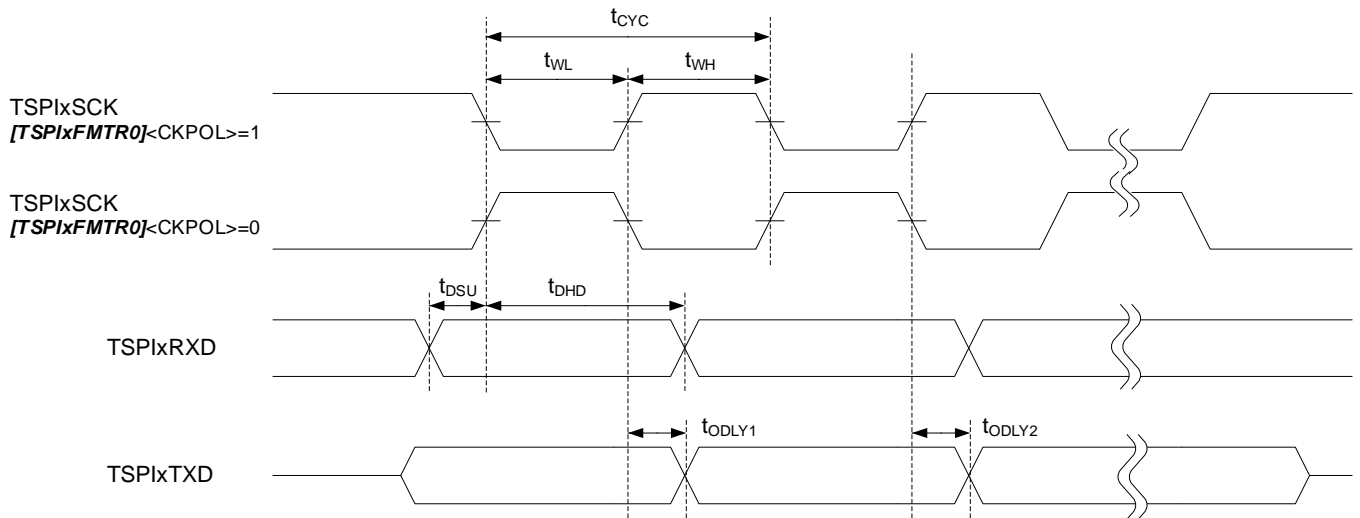 tCYC
tWL tWH
TSPIxSCK
[TSPIxFMTR0]<CKPOL>=1
TSPIxSCK
[TSPIxFMTR0]<CKPOL>=0
tDSU tDHD
TSPIxRXD
tODLY1 tODLY2
TSPIxTXD